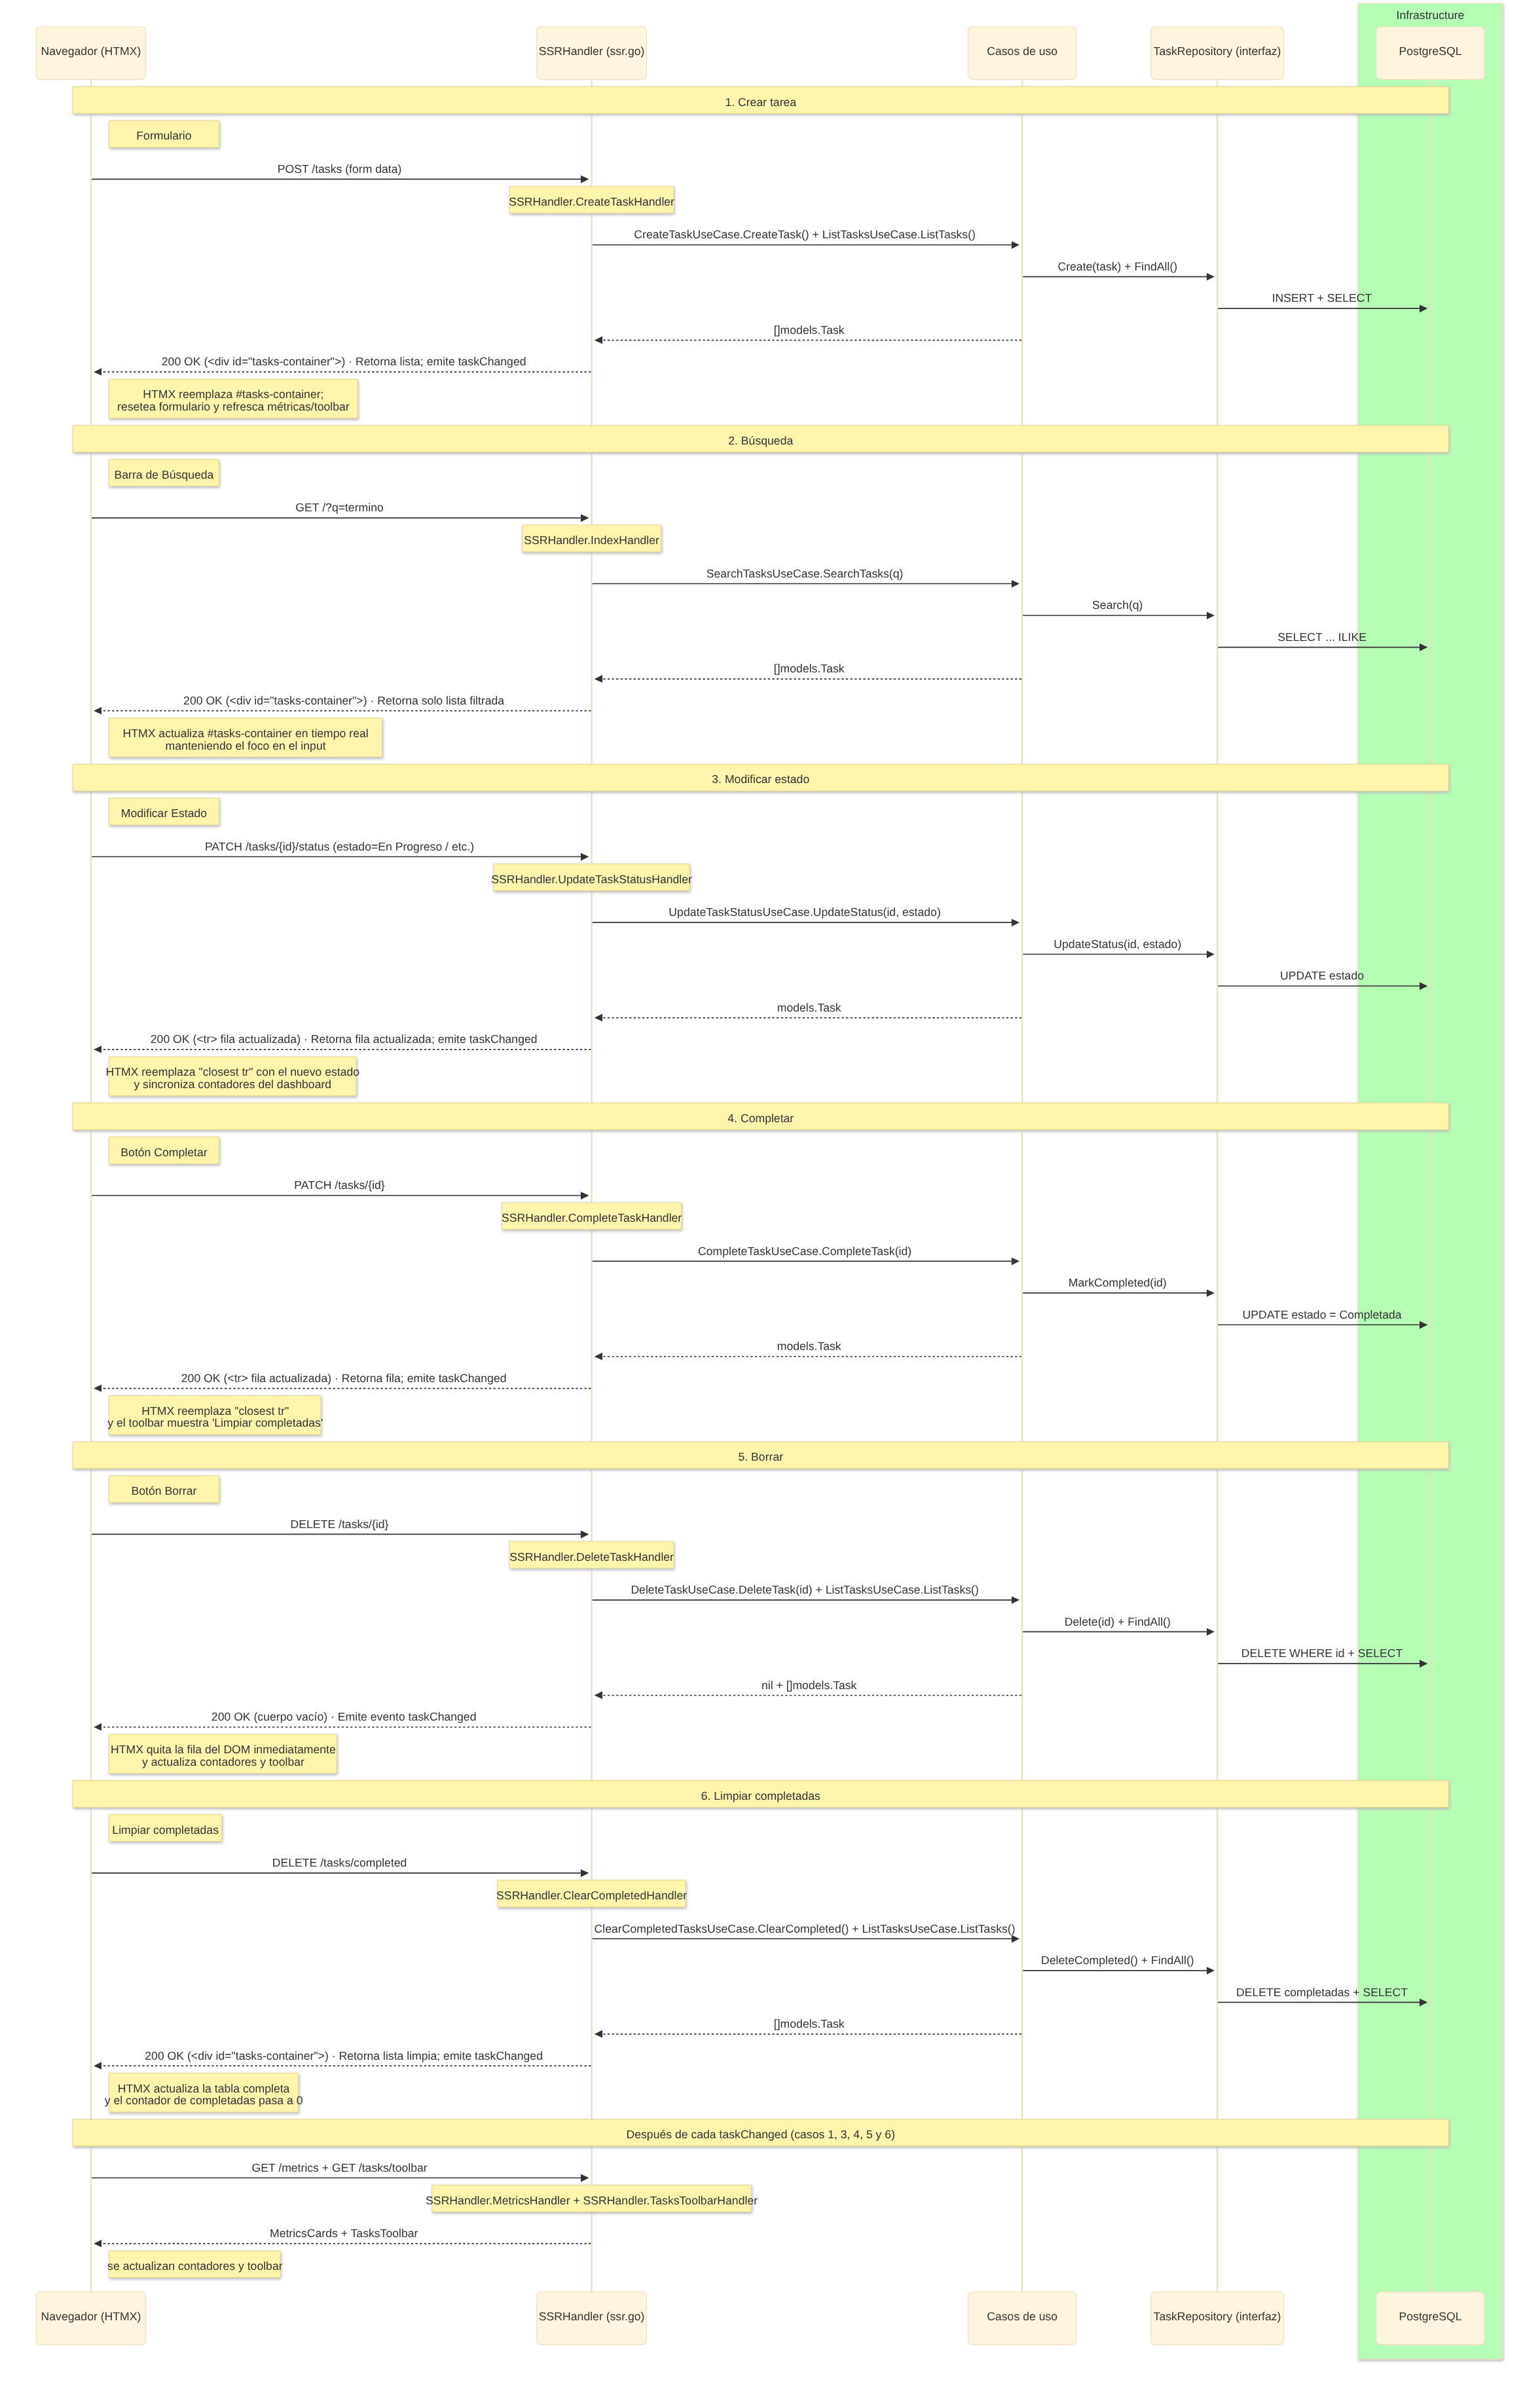 Infrastructure
Navegador (HTMX)
SSRHandler (ssr.go)
Casos de uso
TaskRepository (interfaz)
PostgreSQL
1. Crear tarea
Formulario
POST /tasks (form data)
SSRHandler.CreateTaskHandler
CreateTaskUseCase.CreateTask() + ListTasksUseCase.ListTasks()
Create(task) + FindAll()
INSERT + SELECT
[]models.Task
200 OK (<div id="tasks-container">) · Retorna lista; emite taskChanged
HTMX reemplaza #tasks-container;
resetea formulario y refresca métricas/toolbar
2. Búsqueda
Barra de Búsqueda
GET /?q=termino
SSRHandler.IndexHandler
SearchTasksUseCase.SearchTasks(q)
Search(q)
SELECT ... ILIKE
[]models.Task
200 OK (<div id="tasks-container">) · Retorna solo lista filtrada
HTMX actualiza #tasks-container en tiempo real
manteniendo el foco en el input
3. Modificar estado
Modificar Estado
PATCH /tasks/{id}/status (estado=En Progreso / etc.)
SSRHandler.UpdateTaskStatusHandler
UpdateTaskStatusUseCase.UpdateStatus(id, estado)
UpdateStatus(id, estado)
UPDATE estado
models.Task
200 OK (<tr> fila actualizada) · Retorna fila actualizada; emite taskChanged
HTMX reemplaza "closest tr" con el nuevo estado
y sincroniza contadores del dashboard
4. Completar
Botón Completar
PATCH /tasks/{id}
SSRHandler.CompleteTaskHandler
CompleteTaskUseCase.CompleteTask(id)
MarkCompleted(id)
UPDATE estado = Completada
models.Task
200 OK (<tr> fila actualizada) · Retorna fila; emite taskChanged
HTMX reemplaza "closest tr"
y el toolbar muestra 'Limpiar completadas'
5. Borrar
Botón Borrar
DELETE /tasks/{id}
SSRHandler.DeleteTaskHandler
DeleteTaskUseCase.DeleteTask(id) + ListTasksUseCase.ListTasks()
Delete(id) + FindAll()
DELETE WHERE id + SELECT
nil + []models.Task
200 OK (cuerpo vacío) · Emite evento taskChanged
HTMX quita la fila del DOM inmediatamente
y actualiza contadores y toolbar
6. Limpiar completadas
Limpiar completadas
DELETE /tasks/completed
SSRHandler.ClearCompletedHandler
ClearCompletedTasksUseCase.ClearCompleted() + ListTasksUseCase.ListTasks()
DeleteCompleted() + FindAll()
DELETE completadas + SELECT
[]models.Task
200 OK (<div id="tasks-container">) · Retorna lista limpia; emite taskChanged
HTMX actualiza la tabla completa
y el contador de completadas pasa a 0
Después de cada taskChanged (casos 1, 3, 4, 5 y 6)
GET /metrics + GET /tasks/toolbar
SSRHandler.MetricsHandler + SSRHandler.TasksToolbarHandler
MetricsCards + TasksToolbar
se actualizan contadores y toolbar
Navegador (HTMX)
SSRHandler (ssr.go)
Casos de uso
TaskRepository (interfaz)
PostgreSQL